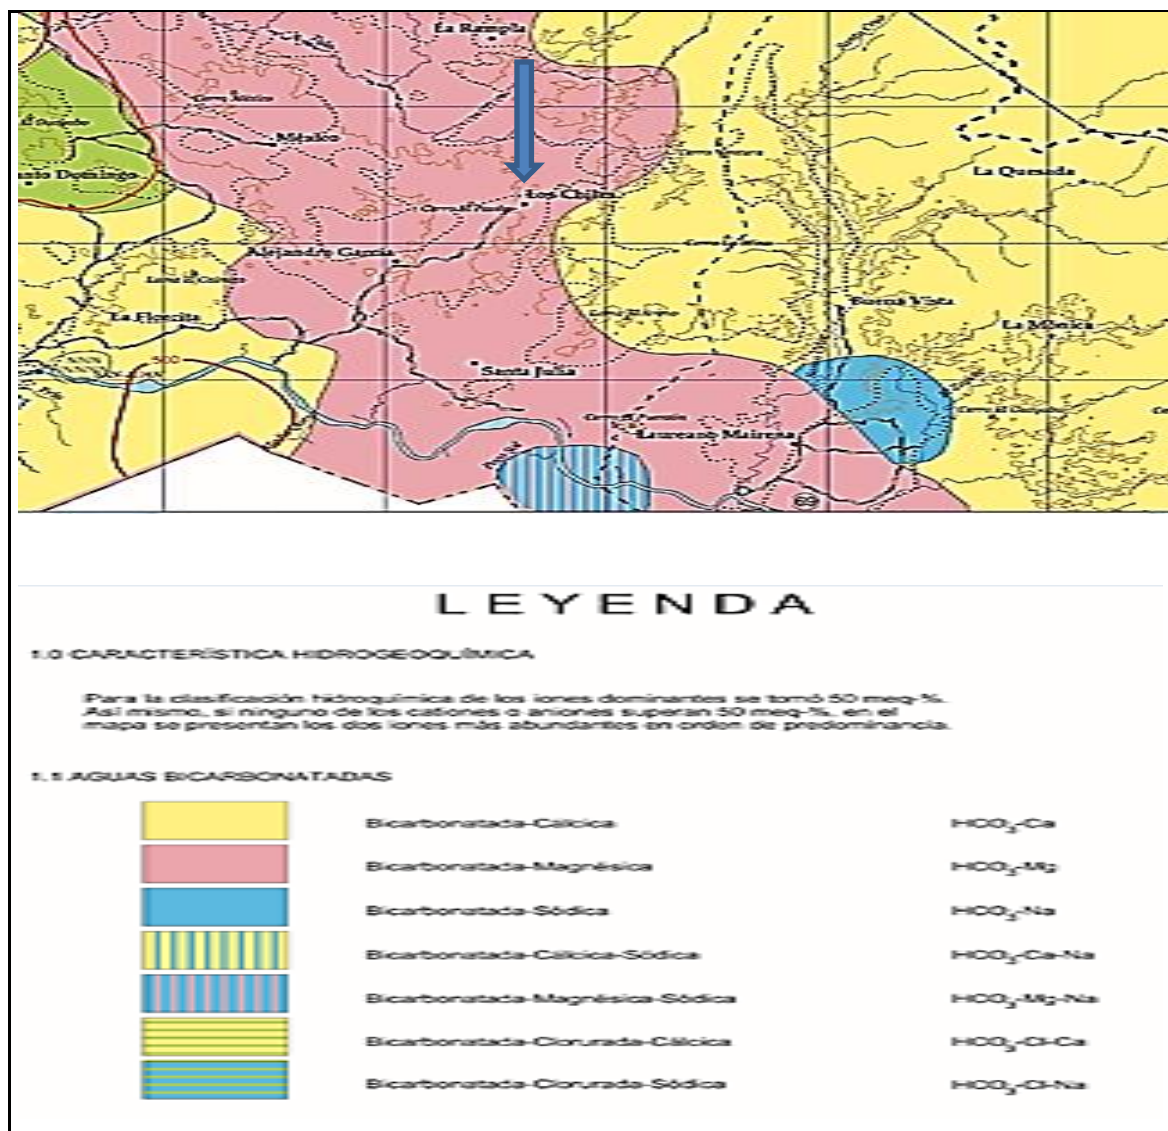 La Rampla
México
Santo Domingo
Los Chiles
La Quesada
Alejandro García
Buena Vista
La Florcita
La Mónica
500
Santa Julia
Laureano Mairena
69
LEYENDA
1.0 CARACTERÍSTICA HIDROGEOQUÍMICA
Para la clasificación hidroquímica de los iones dominantes se tomó 50 meq-%.
Así mismo, si ninguno de los cationes o aniones superan 50 meq-%, en el
mapa se presentan los dos iones más abundantes en orden de predominancia.
1.1 AGUAS BICARBONATADAS
Bicarbonatada-Cálcica HCO₃-Ca
Bicarbonatada-Magnésica HCO₃-Mg
Bicarbonatada-Sódica HCO₃-Na
Bicarbonatada-Cálcica-Sódica HCO₃-Ca-Na
Bicarbonatada-Magnésica-Sódica HCO₃-Mg-Na
Bicarbonatada-Clorurada-Cálcica HCO₃-Cl-Ca
Bicarbonatada-Clorurada-Sódica HCO₃-Cl-Na